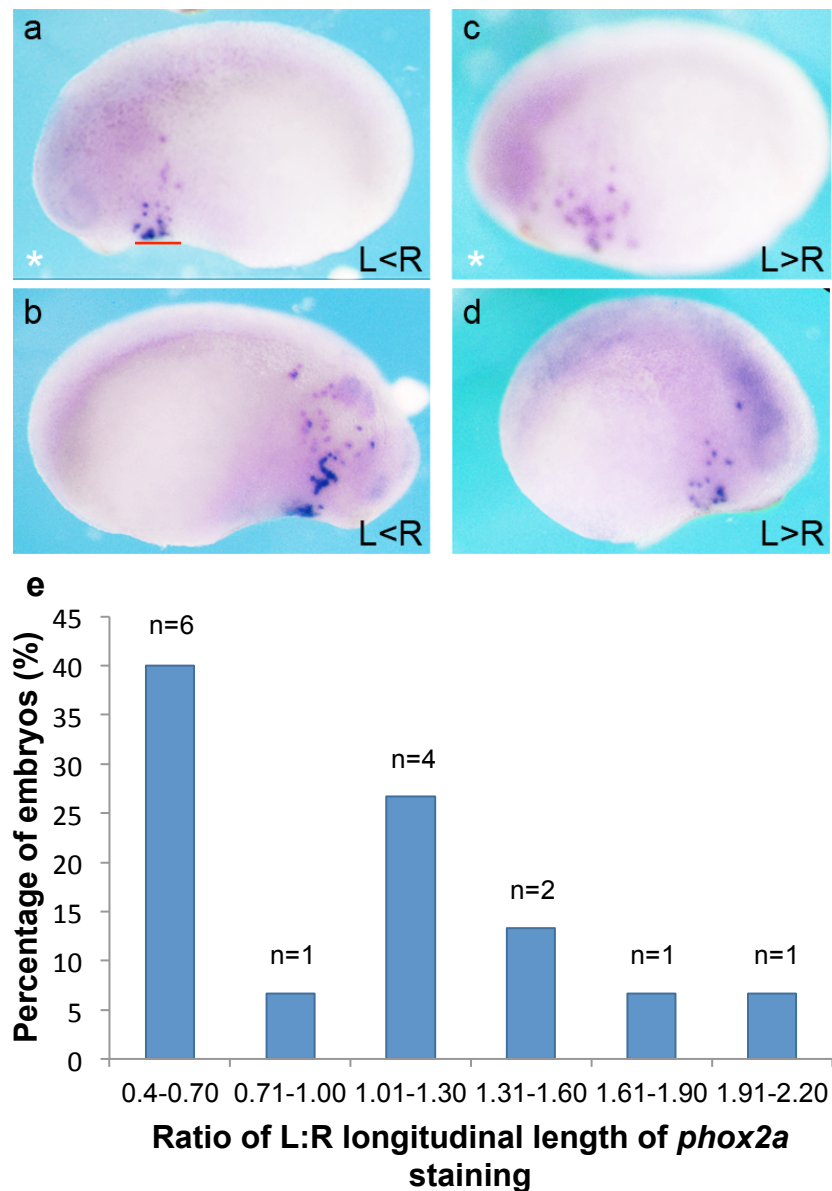 a
*
L<R
c
*
L>R
b
L<R
d
L>R
e
Percentage of embryos (%)
45
40
35
30
25
20
15
10
5
0
n=6
n=1
n=4
n=2
n=1
n=1
0.4-0.70 0.71-1.00 1.01-1.30 1.31-1.60 1.61-1.90 1.91-2.20
Ratio of L:R longitudinal length of phox2a
staining